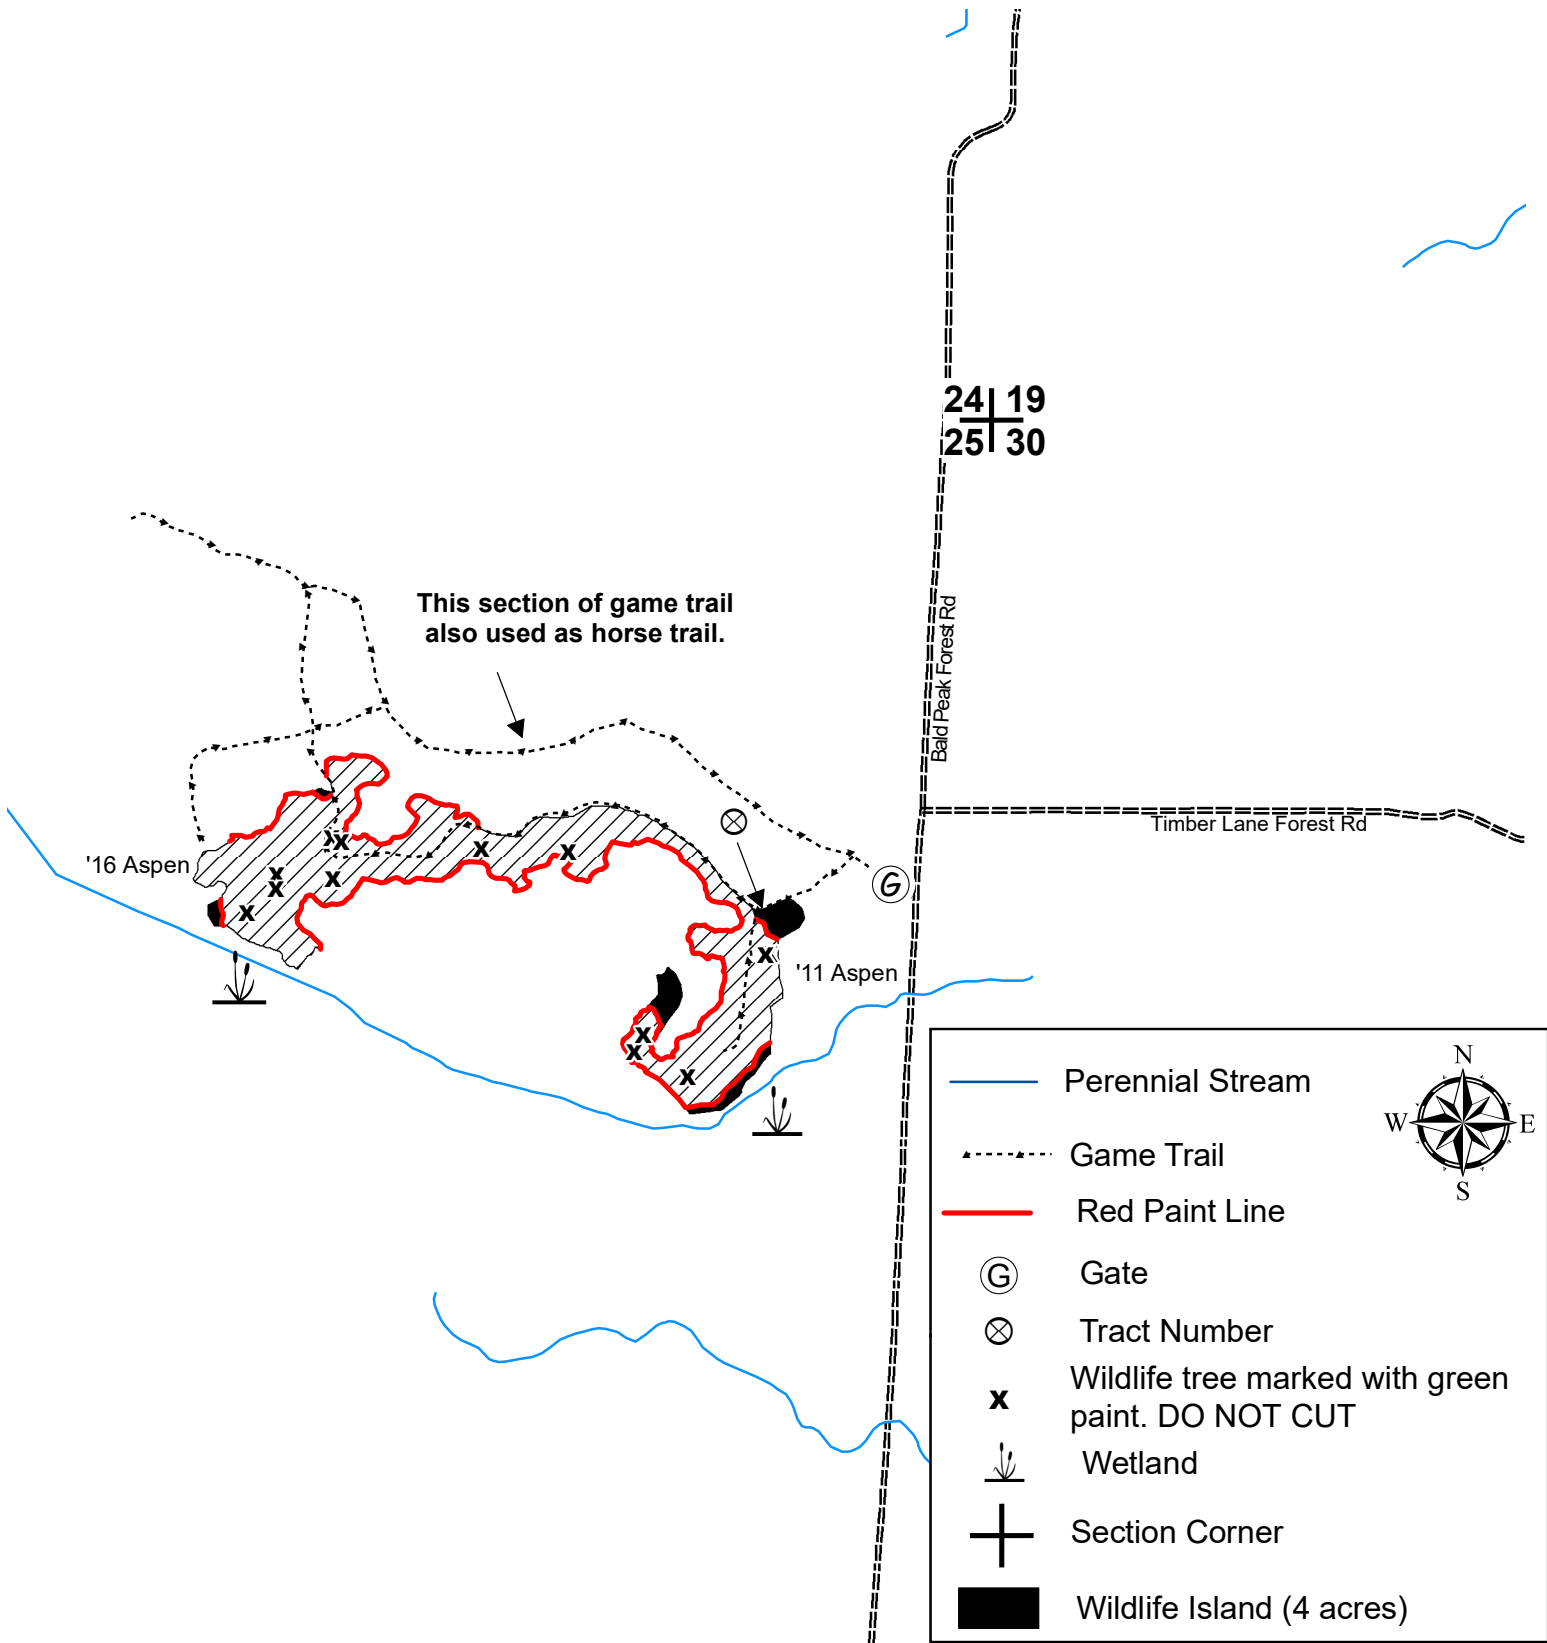 24 19
25 30
This section of game trail
also used as horse trail.
Bald Peak Forest Rd
Timber Lane Forest Rd
'16 Aspen
G
'11 Aspen
Perennial Stream
N
W E
S
Game Trail
Red Paint Line
G Gate
Tract Number
x Wildlife tree marked with green
paint. DO NOT CUT
Wetland
Section Corner
Wildlife Island (4 acres)